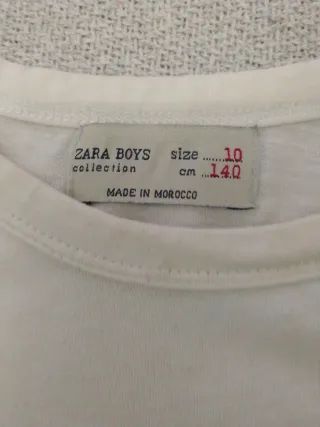 ZARA BOYS size ........10
collection cm ........140
MADE IN MOROCCO